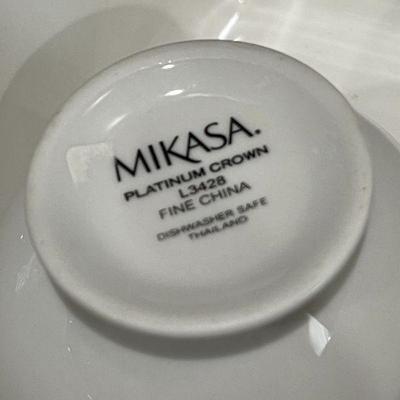 MIKASA.
PLATINUM CROWN
L3428
FINE CHINA
DISHWASHER SAFE
THAILAND